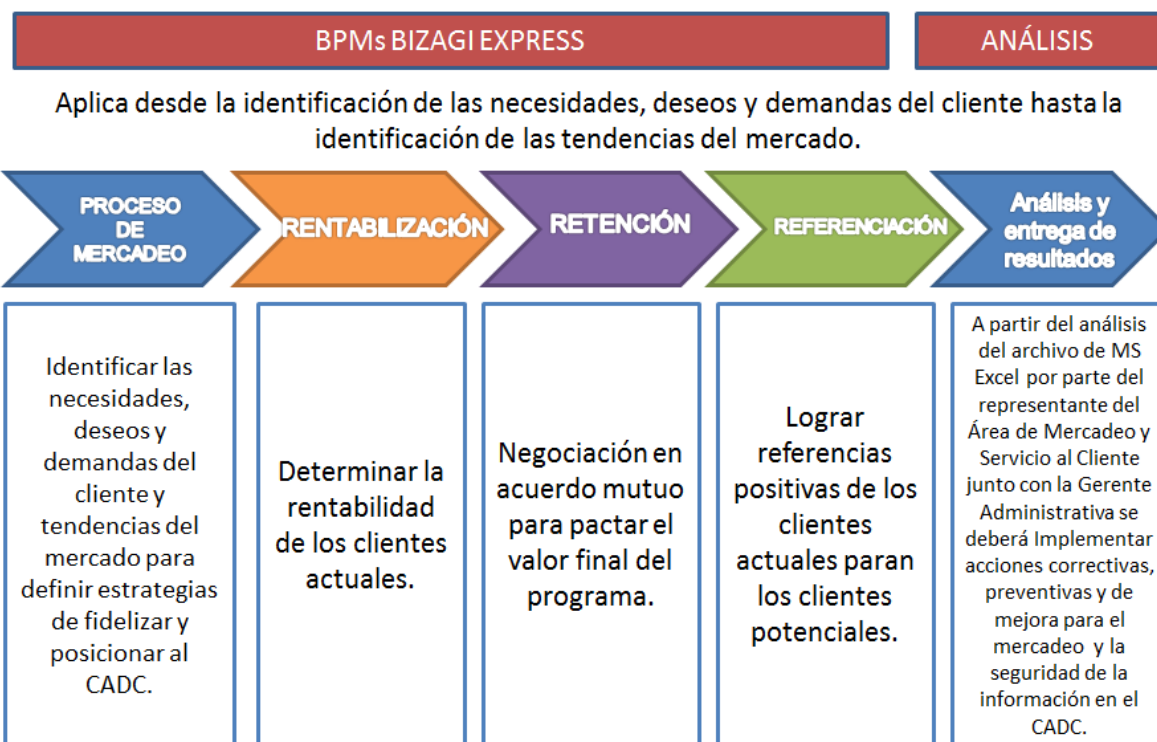 BPMs BIZAGI EXPRESS
ANÁLISIS
Aplica desde la identificación de las necesidades, deseos y demandas del cliente hasta la
identificación de las tendencias del mercado.
PROCESO
DE
MERCADEO
RENTABILIZACIÓN
RETENCIÓN
REFERENCIACIÓN
Análisis y
entrega de
resultados
Identificar las
necesidades,
deseos y
demandas del
cliente y
tendencias del
mercado para
definir estrategias
de fidelizar y
posicionar al
CADC.
Determinar la
rentabilidad
de los clientes
actuales.
Negociación en
acuerdo mutuo
para pactar el
valor final del
programa.
Lograr
referencias
positivas de los
clientes
actuales paran
los clientes
potenciales.
A partir del análisis
del archivo de MS
Excel por parte del
representante del
Área de Mercadeo y
Servicio al Cliente
junto con la Gerente
Administrativa se
deberá Implementar
acciones correctivas,
preventivas y de
mejora para el
mercadeo y la
seguridad de la
información en el
CADC.